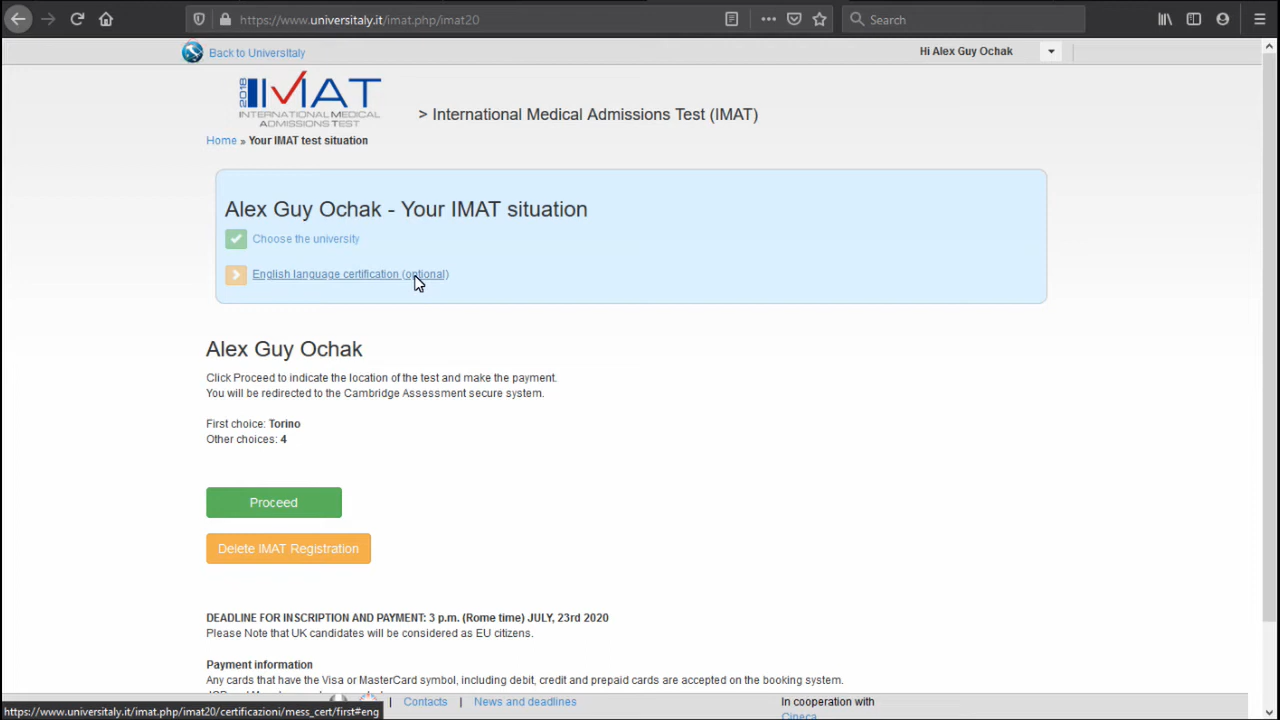 https://www.universitaly.it/imat.php/imat20
Search
Back to UniversItaly
Hi Alex Guy Ochak
2018 IMAT
INTERNATIONAL MEDICAL
ADMISSIONS TEST
> International Medical Admissions Test (IMAT)
Home » Your IMAT test situation
Alex Guy Ochak - Your IMAT situation
Choose the university
English language certification (optional)
Alex Guy Ochak
Click Proceed to indicate the location of the test and make the payment.
You will be redirected to the Cambridge Assessment secure system.
First choice: Torino
Other choices: 4
Proceed
Delete IMAT Registration
DEADLINE FOR INSCRIPTION AND PAYMENT: 3 p.m. (Rome time) JULY, 23rd 2020
Please Note that UK candidates will be considered as EU citizens.
Payment information
Any cards that have the Visa or MasterCard symbol, including debit, credit and prepaid cards are accepted on the booking system.
| Contacts | News and deadlines
In cooperation with
Cineca
https://www.universitaly.it/imat.php/imat20/certificazioni/mess_cert/first#eng